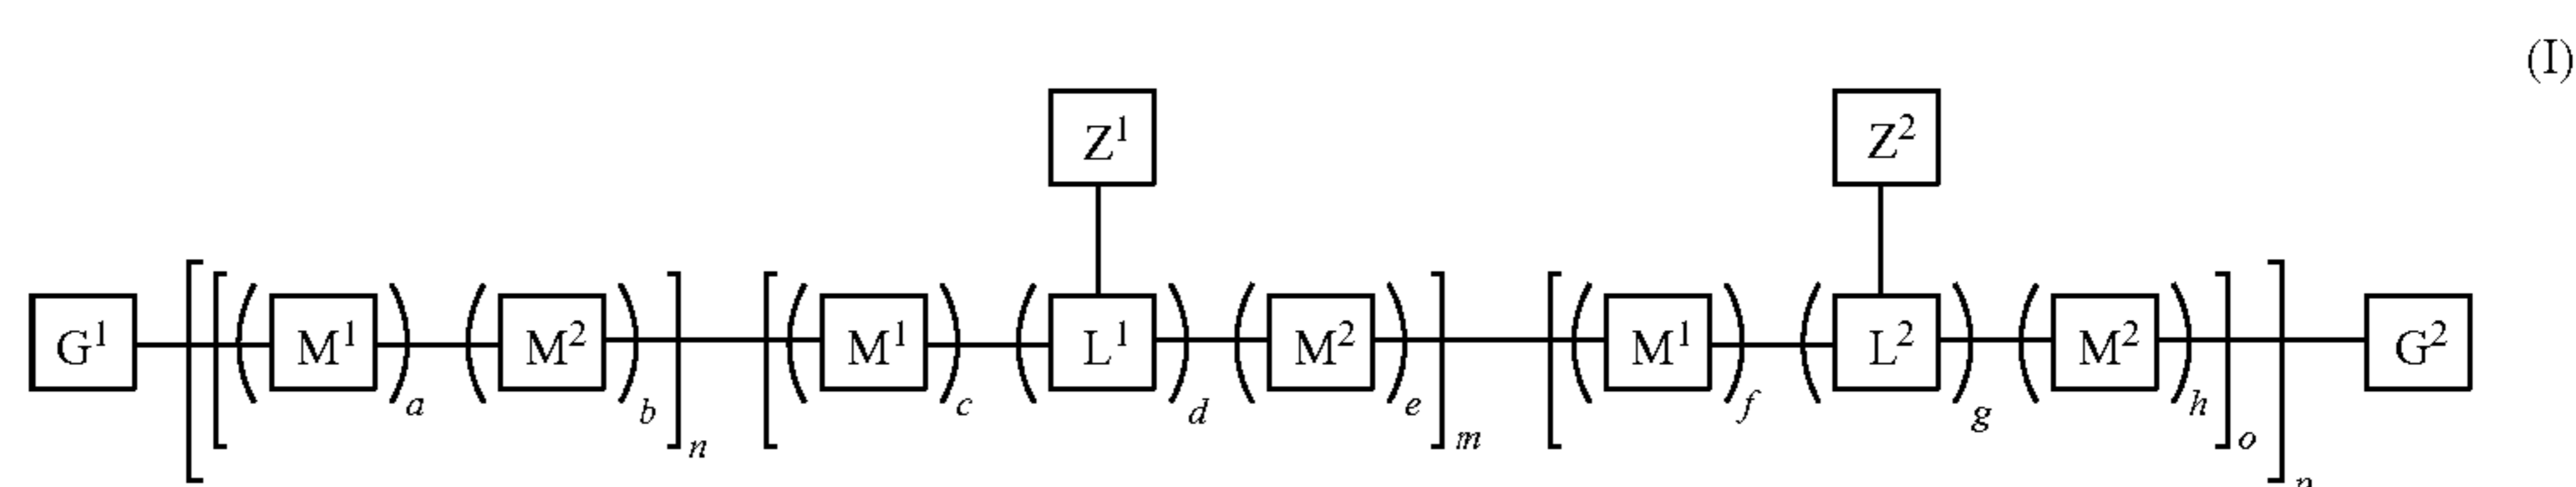 (I)
Z¹ Z²
G¹ [ [ ( M¹ )a ( M² )b ]n [ ( M¹ )c ( L¹ )d ( M² )e ]m [ ( M¹ )f ( L² )g ( M² )h ]o ] G²